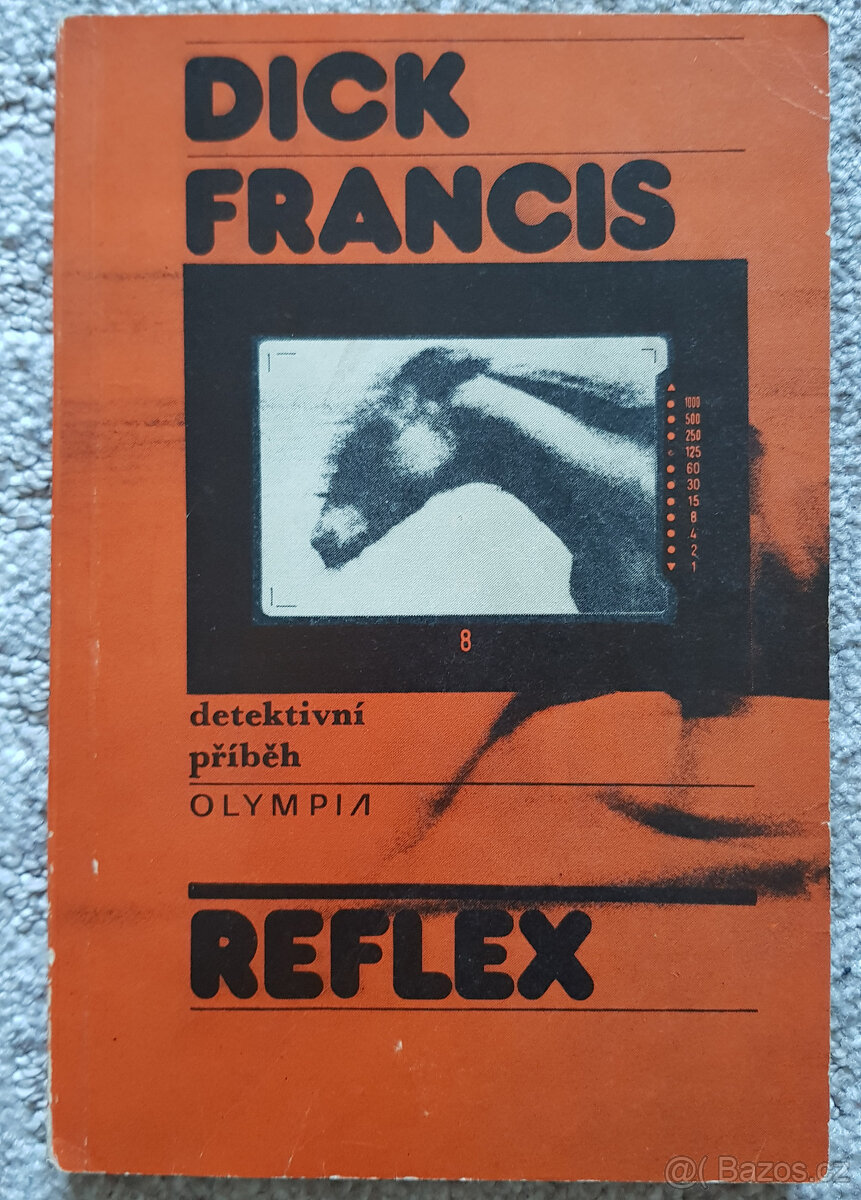 DICK
FRANCIS
1000
500
250
125
60
30
15
8
4
2
1
8
detektivní
příběh
OLYMPIA
REFLEX
@( Bazos.cz